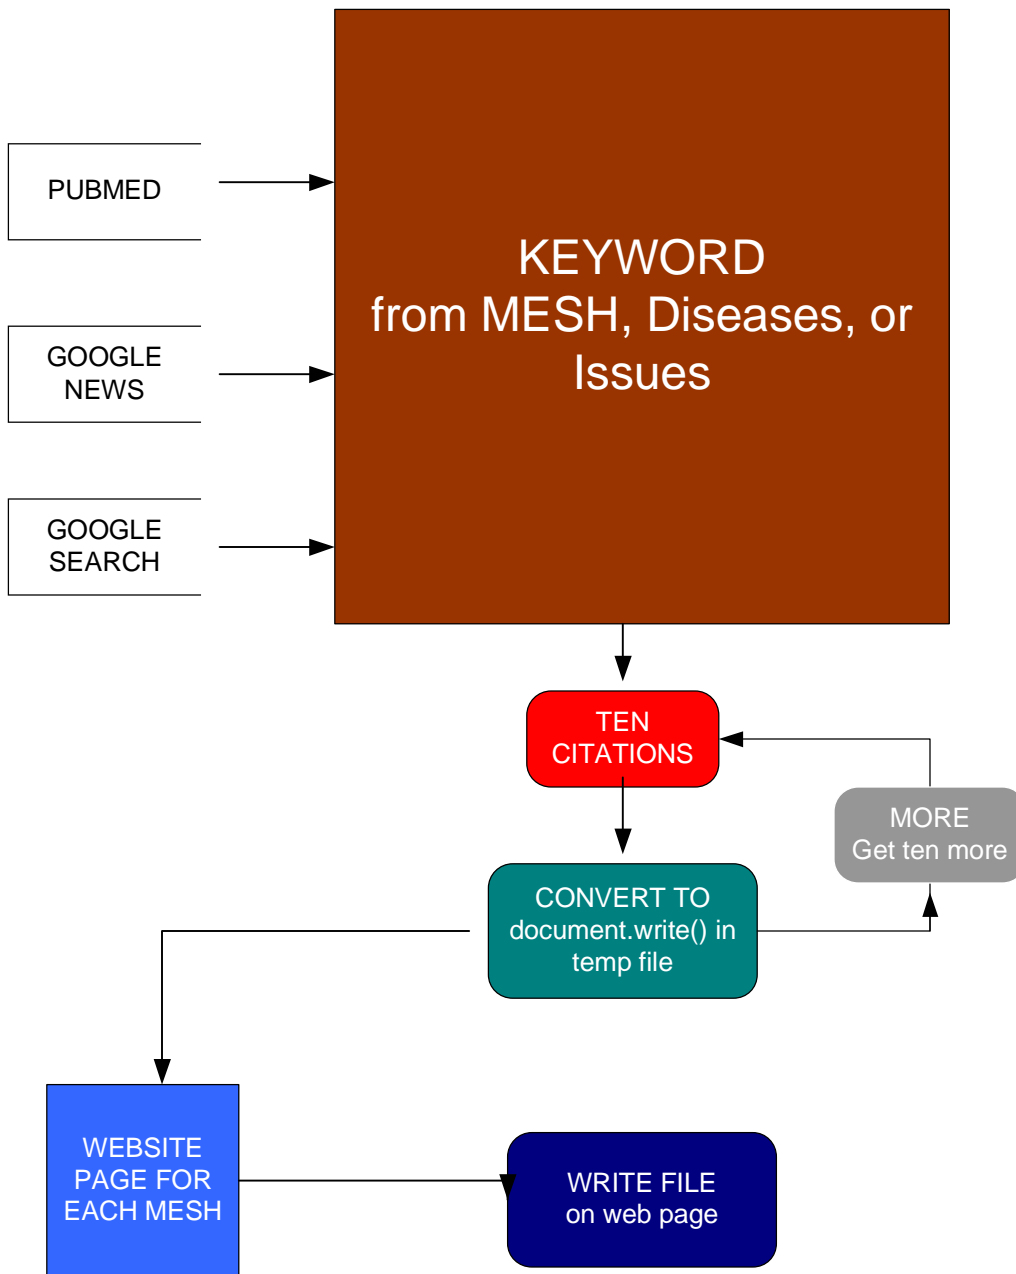 PUBMED
GOOGLE
NEWS
GOOGLE
SEARCH
KEYWORD
from MESH, Diseases, or
Issues
TEN
CITATIONS
MORE
Get ten more
CONVERT TO
document.write() in
temp file
WEBSITE
PAGE FOR
EACH MESH
WRITE FILE
on web page